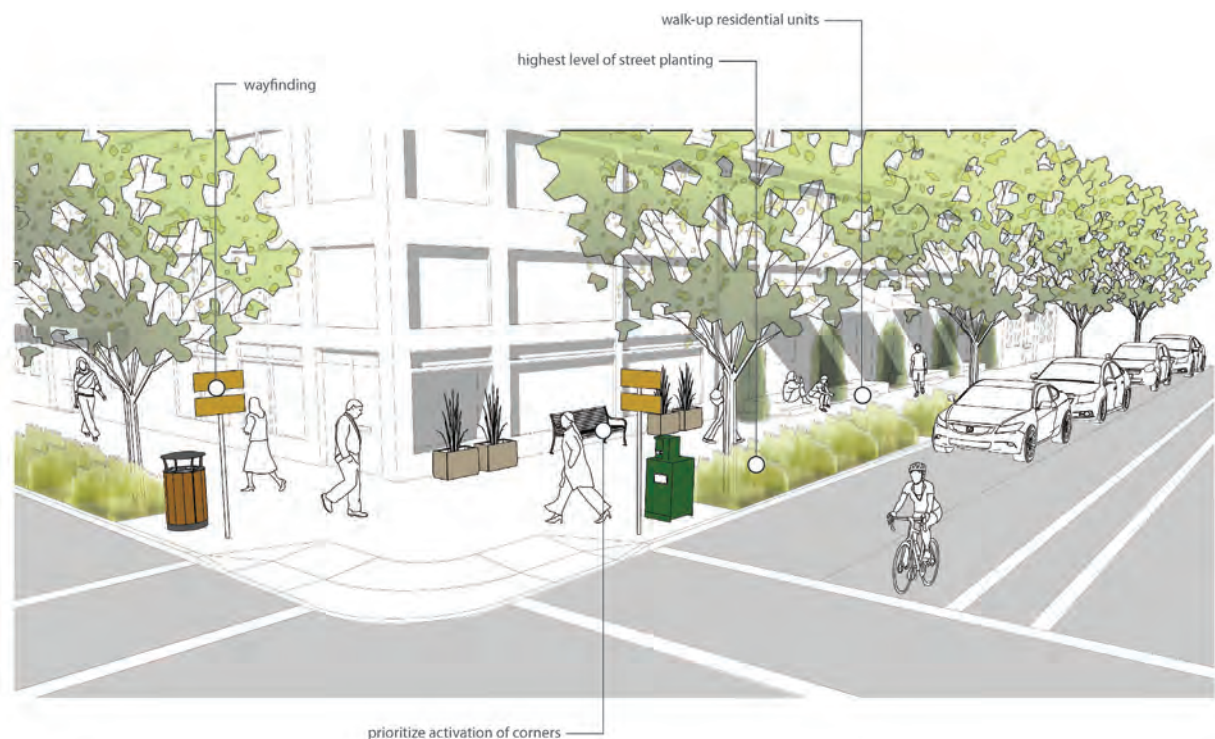 walk-up residential units
highest level of street planting
wayfinding
prioritize activation of corners